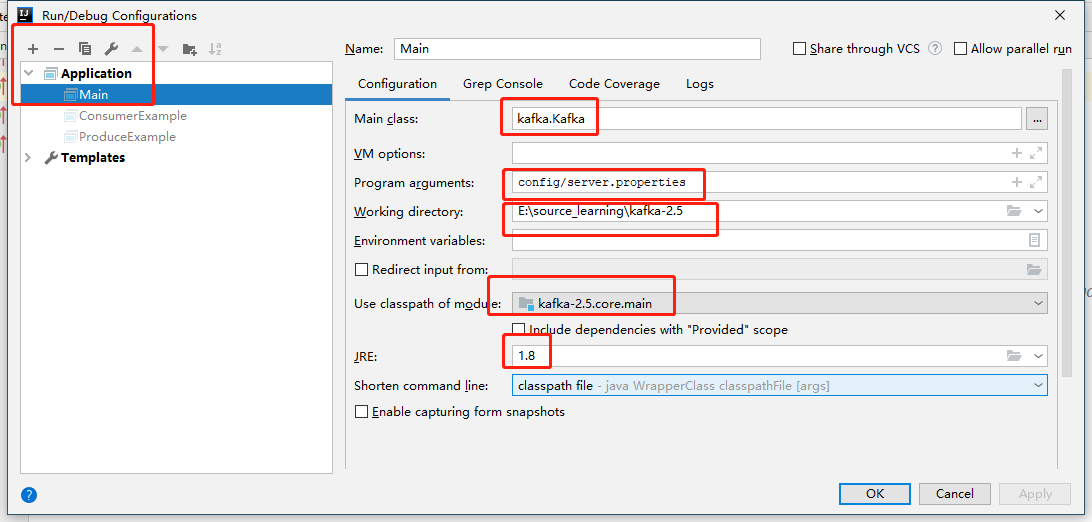 Run/Debug Configurations
Name: Main
Share through VCS ? Allow parallel run
Application
Main
ConsumerExample
ProduceExample
Templates
Configuration Grep Console Code Coverage Logs
Main class: kafka.Kafka ...
VM options:
Program arguments: config/server.properties
Working directory: E:\source_learning\kafka-2.5
Environment variables:
Redirect input from:
Use classpath of module: kafka-2.5.core.main
Include dependencies with "Provided" scope
JRE: 1.8
Shorten command line: classpath file - java WrapperClass classpathFile [args]
Enable capturing form snapshots
? OK Cancel Apply